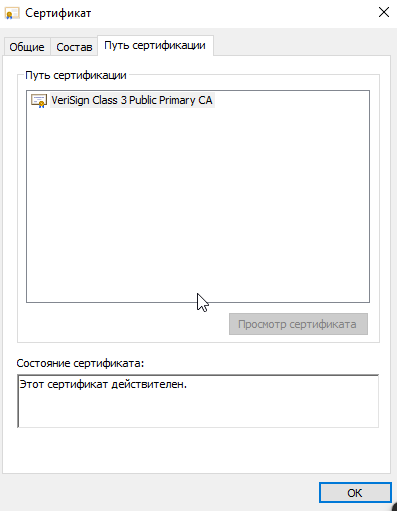 Сертификат
Общие
Состав
Путь сертификации
Путь сертификации
VeriSign Class 3 Public Primary CA
Просмотр сертификата
Состояние сертификата:
Этот сертификат действителен.
ОК